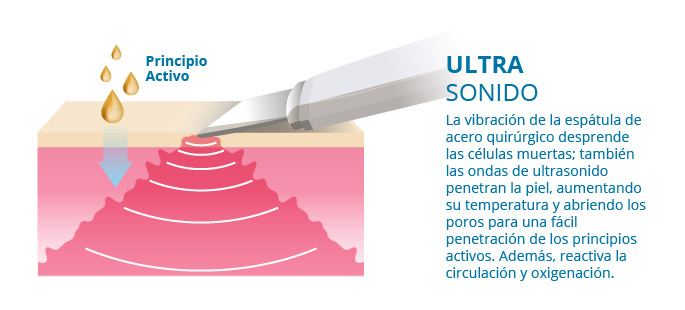 Principio
Activo
ULTRA
SONIDO
La vibración de la espátula de
acero quirúrgico desprende
las células muertas; también
las ondas de ultrasonido
penetran la piel, aumentando
su temperatura y abriendo los
poros para una fácil
penetración de los principios
activos. Además, reactiva la
circulación y oxigenación.